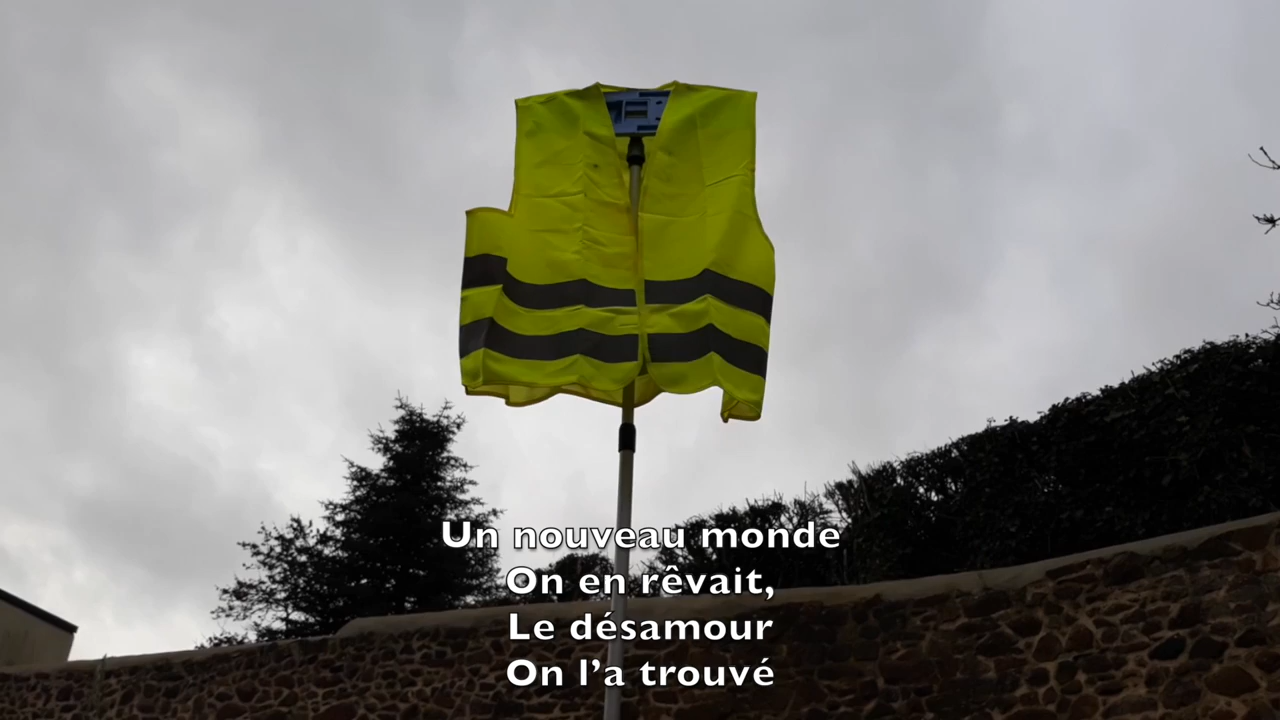 Un nouveau monde
On en rêvait,
Le désamour
On l’a trouvé